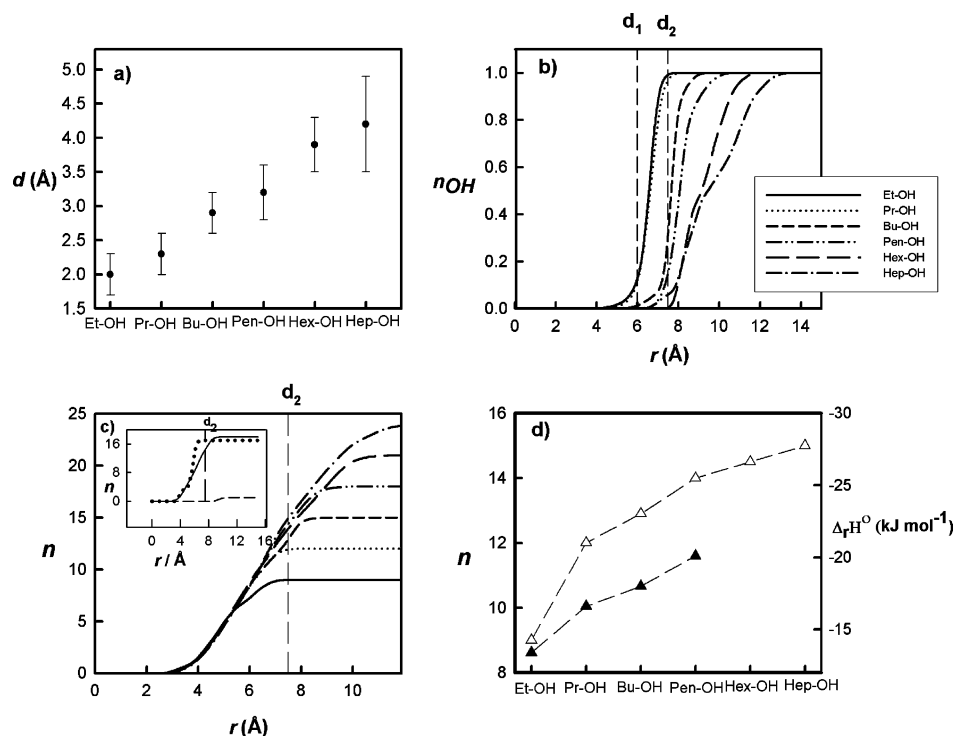 a)
d (Å)
5.0
4.5
4.0
3.5
3.0
2.5
2.0
1.5
Et-OH Pr-OH Bu-OH Pen-OH Hex-OH Hep-OH
d1 d2
b)
nOH
1.0
0.8
0.6
0.4
0.2
0.0
0 2 4 6 8 10 12 14
r (Å)
Et-OH
Pr-OH
Bu-OH
Pen-OH
Hex-OH
Hep-OH
d2
c)
n
25
20
15
10
5
0
0 2 4 6 8 10
r (Å)
d2
n
16
8
0
0 4 8 12 16
r / Å
d)
n
16
14
12
10
8
Et-OH Pr-OH Bu-OH Pen-OH Hex-OH Hep-OH
-30
-25
-20
-15
ΔrHO (kJ mol-1)